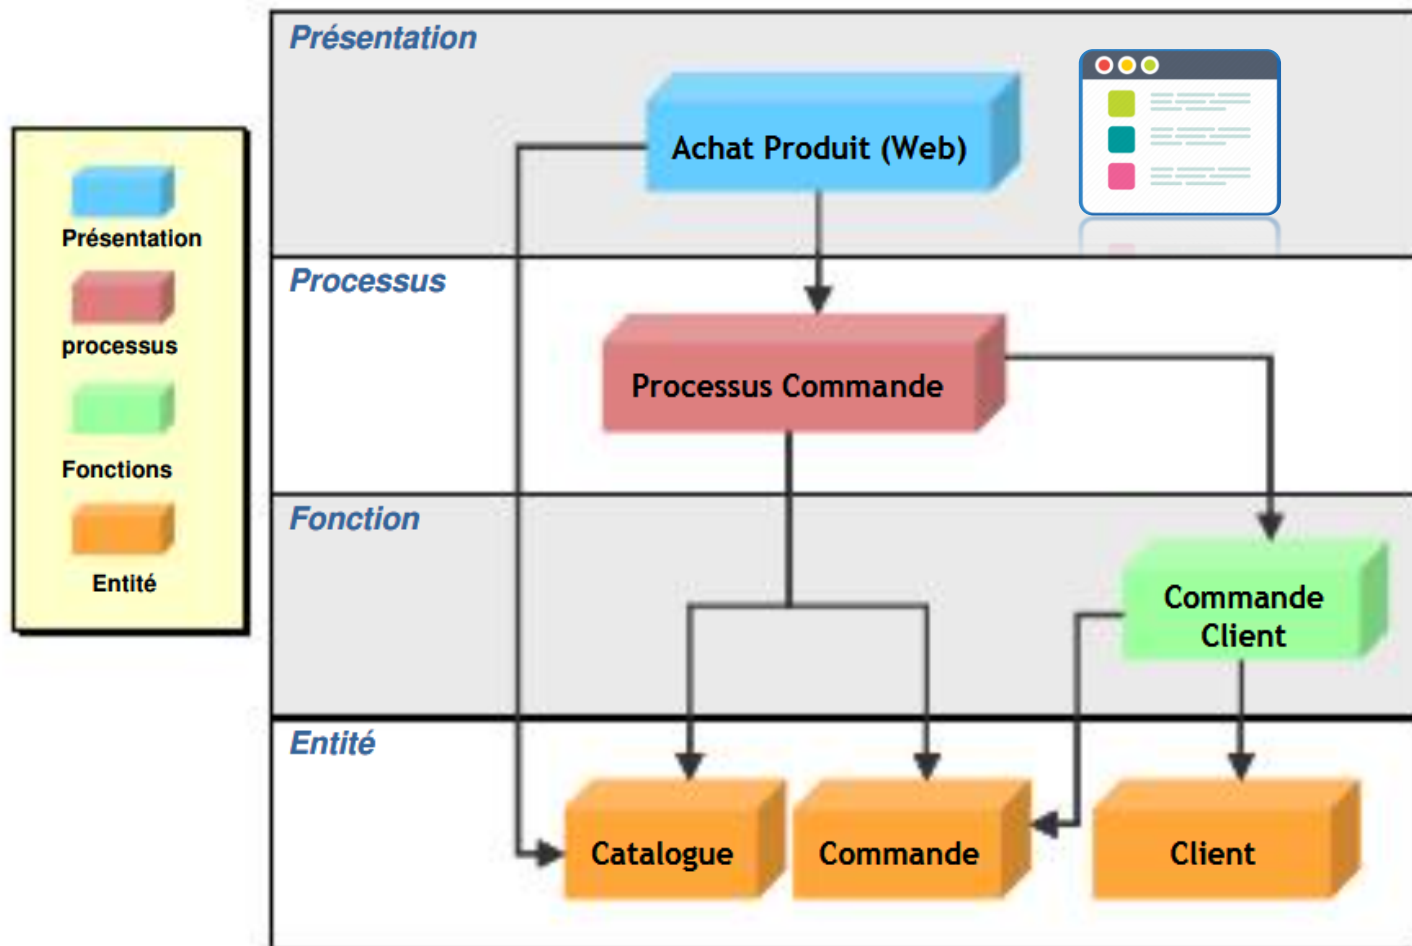 Présentation
Achat Produit (Web)
Présentation
processus
Fonctions
Entité
Processus
Processus Commande
Fonction
Commande
Client
Entité
Catalogue
Commande
Client